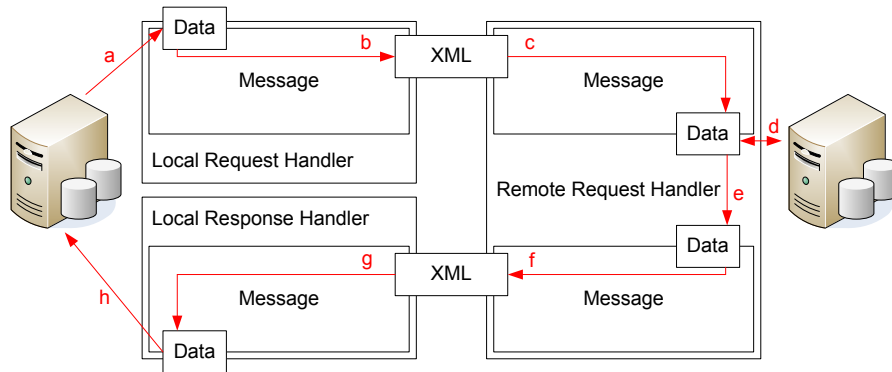 Data
a
b
XML
c
Message
Message
Data
d
Local Request Handler
Remote Request Handler
e
Local Response Handler
Data
g
XML
f
Message
Message
h
Data